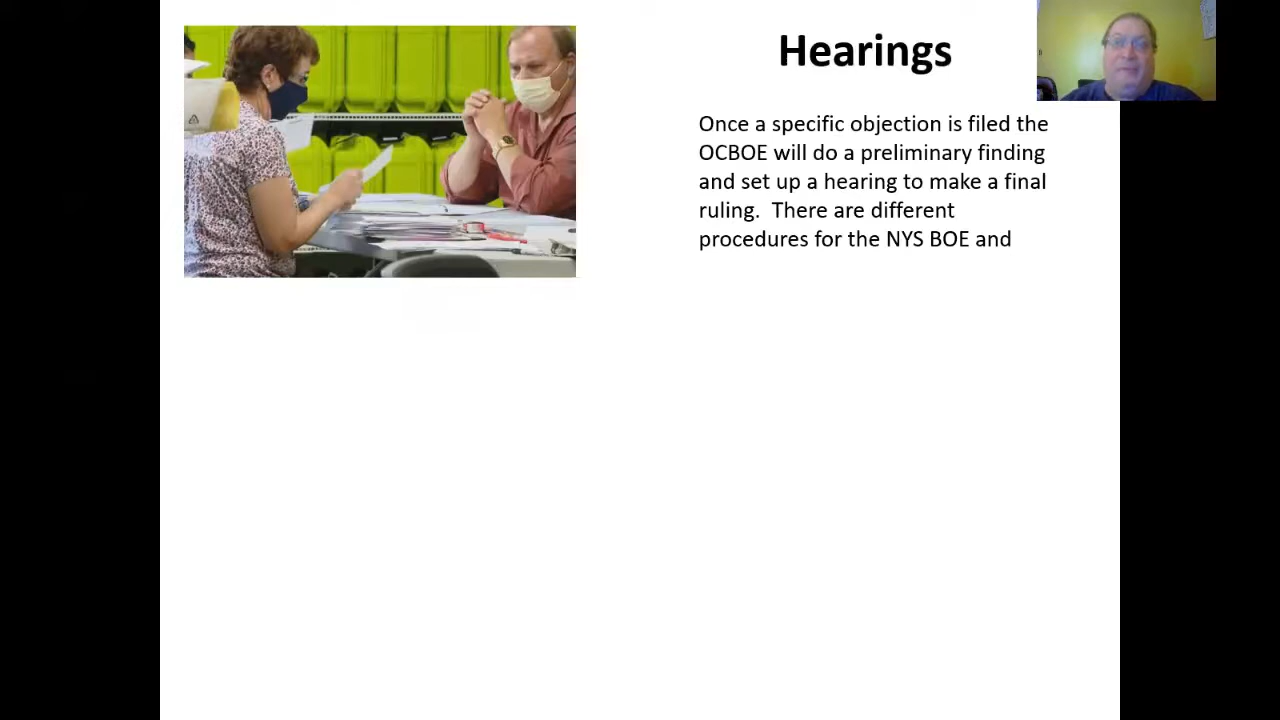 Hearings
Once a specific objection is filed the
OCBOE will do a preliminary finding
and set up a hearing to make a final
ruling.  There are different
procedures for the NYS BOE and